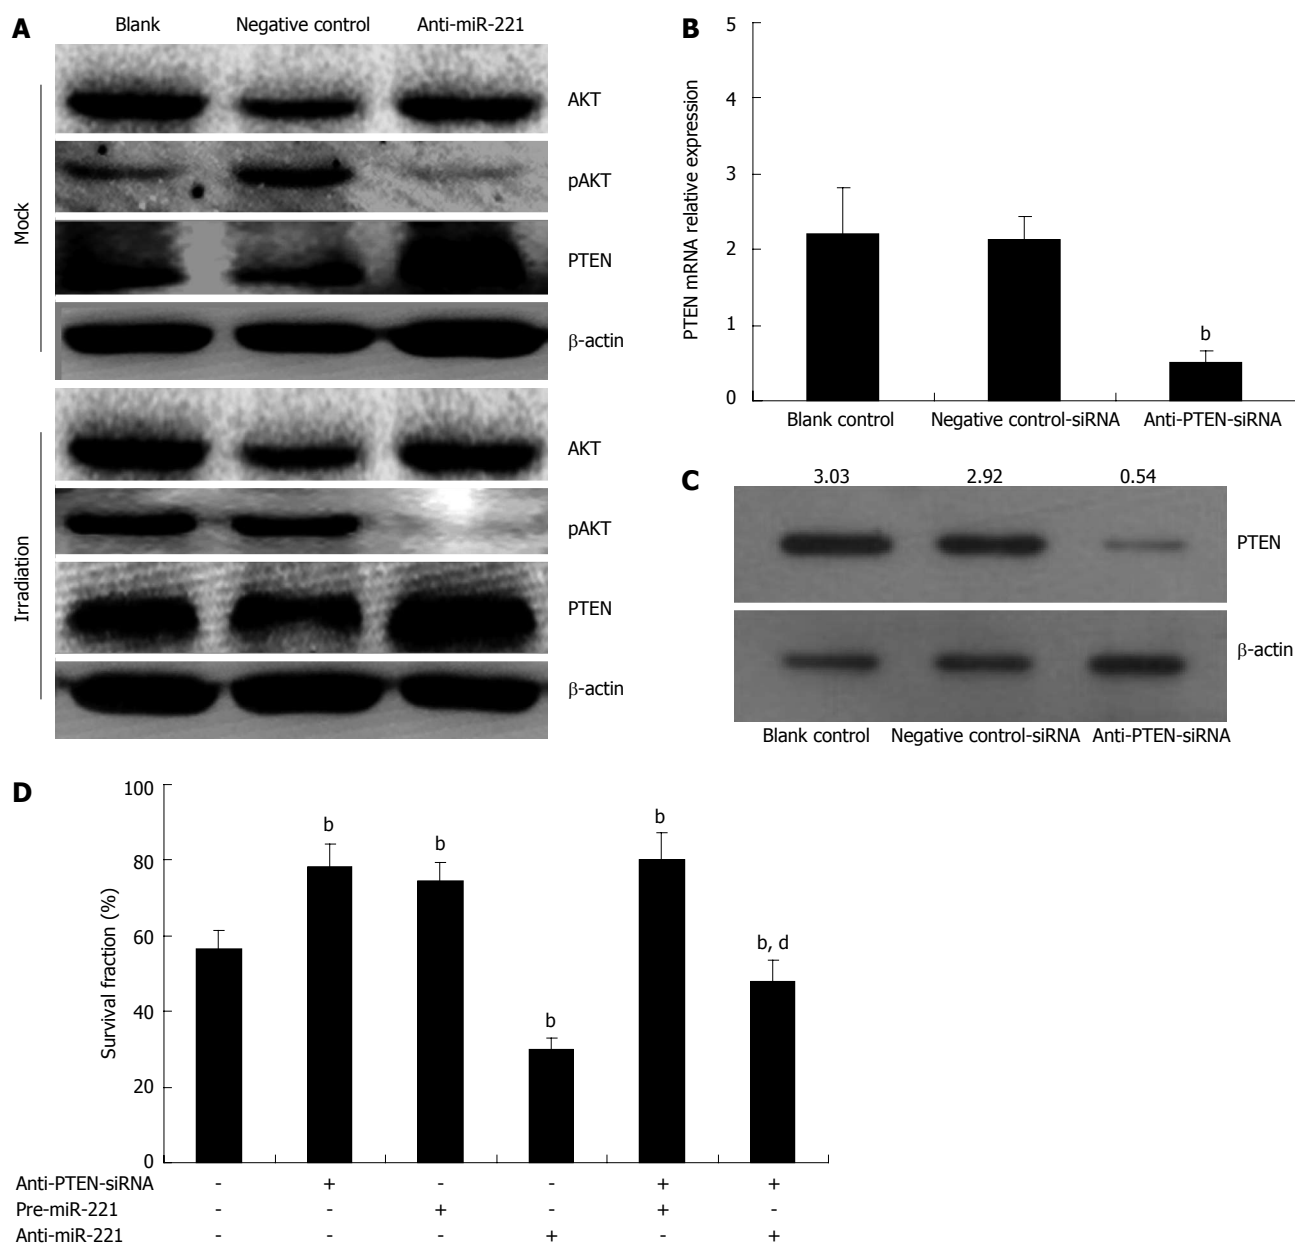 A
Blank Negative control Anti-miR-221
Mock
AKT
pAKT
PTEN
β-actin
Irradiation
AKT
pAKT
PTEN
β-actin
B
PTEN mRNA relative expression
5
4
3
2
1
0
b
Blank control Negative control-siRNA Anti-PTEN-siRNA
C
3.03 2.92 0.54
PTEN
β-actin
Blank control Negative control-siRNA Anti-PTEN-siRNA
D
Survival fraction (%)
100
80
60
40
20
0
b
b
b
b
b, d
Anti-PTEN-siRNA - + - - + +
Pre-miR-221 - - + - + -
Anti-miR-221 - - - + - +